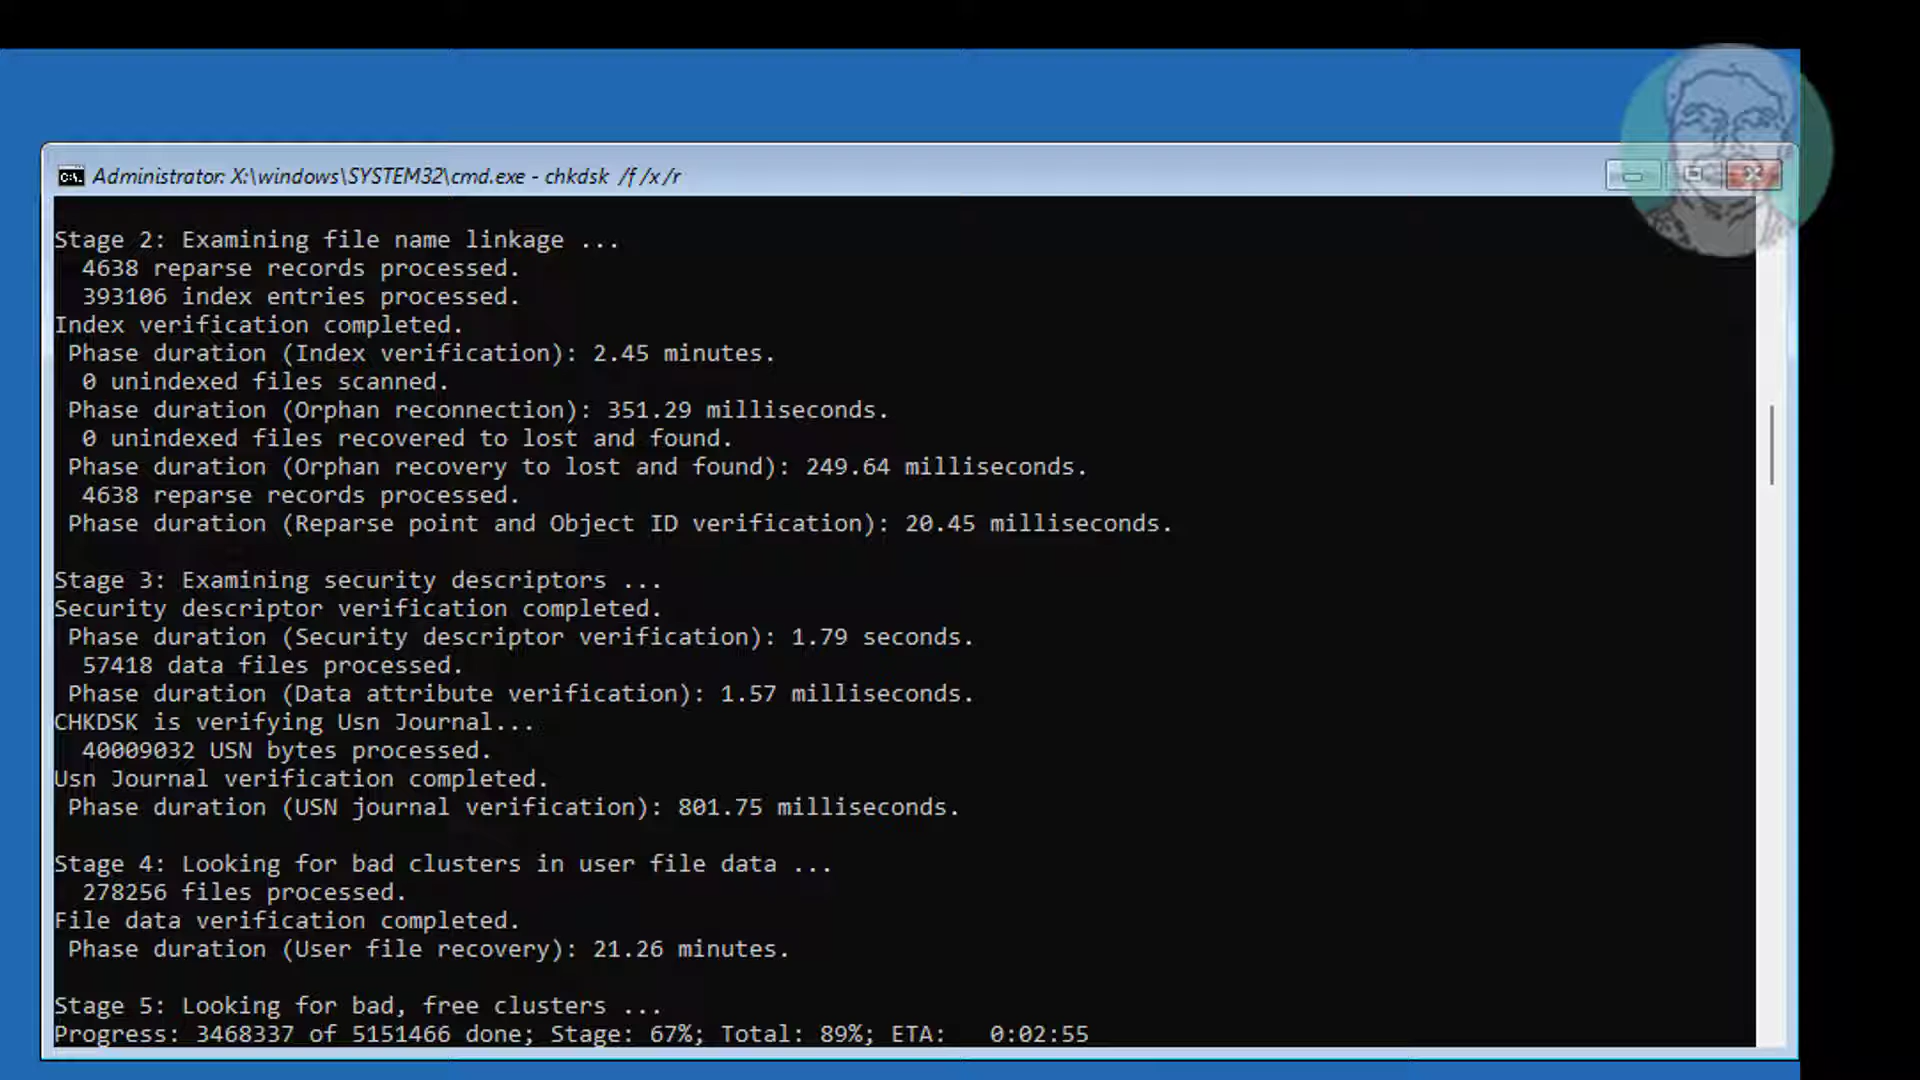 Administrator: X:\windows\SYSTEM32\cmd.exe - chkdsk /f /x /r
Stage 2: Examining file name linkage ...
4638 reparse records processed.
393106 index entries processed.
Index verification completed.
Phase duration (Index verification): 2.45 minutes.
0 unindexed files scanned.
Phase duration (Orphan reconnection): 351.29 milliseconds.
0 unindexed files recovered to lost and found.
Phase duration (Orphan recovery to lost and found): 249.64 milliseconds.
4638 reparse records processed.
Phase duration (Reparse point and Object ID verification): 20.45 milliseconds.
Stage 3: Examining security descriptors ...
Security descriptor verification completed.
Phase duration (Security descriptor verification): 1.79 seconds.
57418 data files processed.
Phase duration (Data attribute verification): 1.57 milliseconds.
CHKDSK is verifying Usn Journal...
40009032 USN bytes processed.
Usn Journal verification completed.
Phase duration (USN journal verification): 801.75 milliseconds.
Stage 4: Looking for bad clusters in user file data ...
278256 files processed.
File data verification completed.
Phase duration (User file recovery): 21.26 minutes.
Stage 5: Looking for bad, free clusters ...
Progress: 3468337 of 5151466 done; Stage: 67%; Total: 89%; ETA:   0:02:55